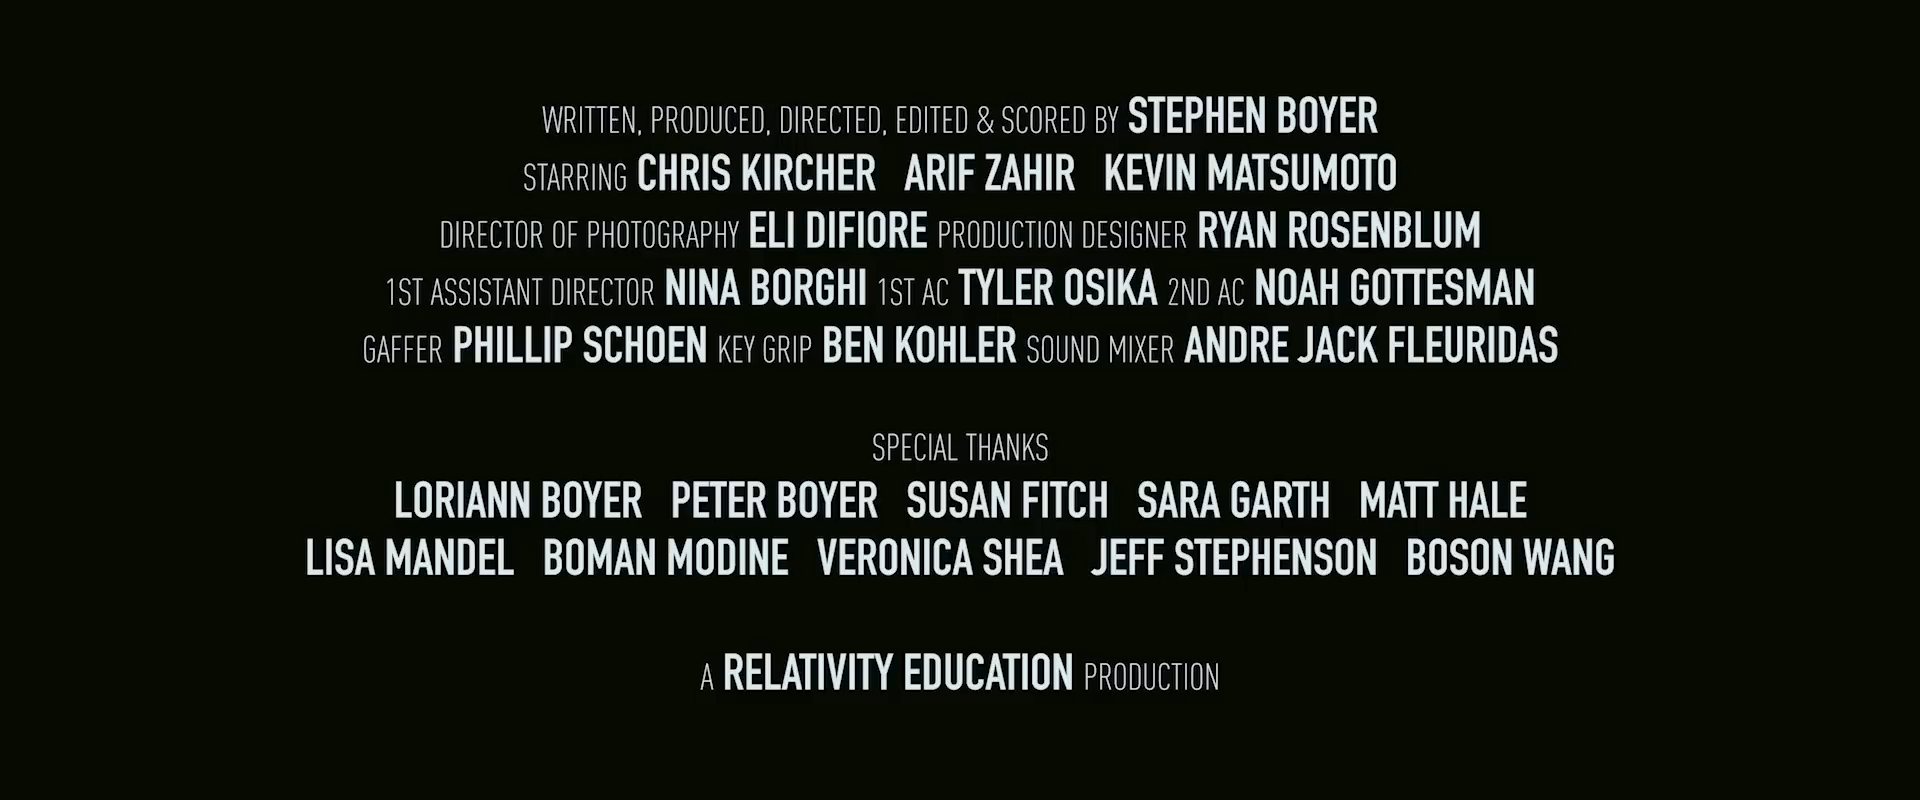 WRITTEN, PRODUCED, DIRECTED, EDITED & SCORED BY STEPHEN BOYER
STARRING CHRIS KIRCHER ARIF ZAHIR KEVIN MATSUMOTO
DIRECTOR OF PHOTOGRAPHY ELI DIFIORE PRODUCTION DESIGNER RYAN ROSENBLUM
1ST ASSISTANT DIRECTOR NINA BORGHI 1ST AC TYLER OSIKA 2ND AC NOAH GOTTESMAN
GAFFER PHILLIP SCHOEN KEY GRIP BEN KOHLER SOUND MIXER ANDRE JACK FLEURIDAS
SPECIAL THANKS
LORIANN BOYER PETER BOYER SUSAN FITCH SARA GARTH MATT HALE
LISA MANDEL BOMAN MODINE VERONICA SHEA JEFF STEPHENSON BOSON WANG
A RELATIVITY EDUCATION PRODUCTION